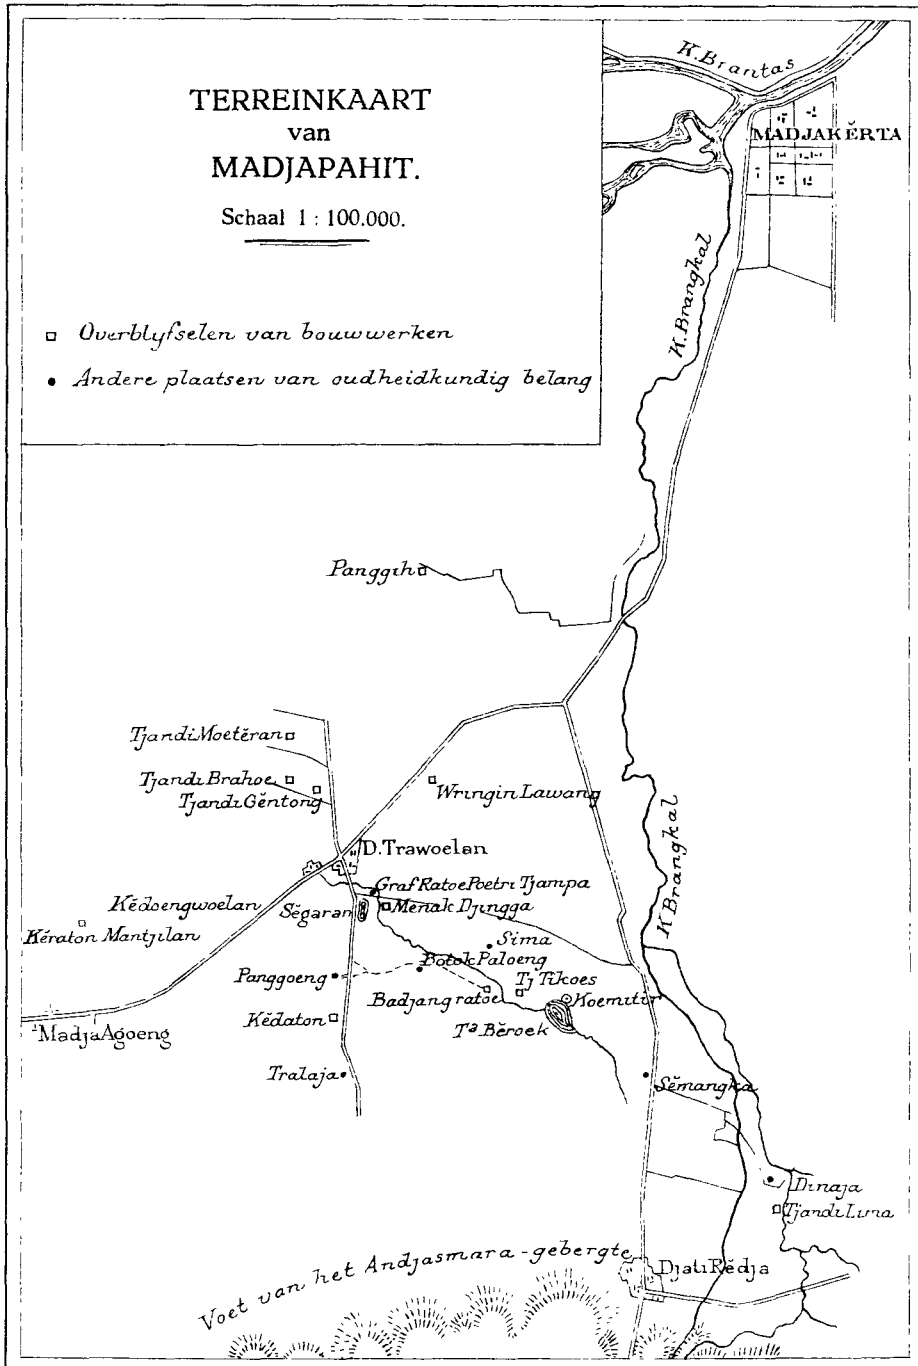 TERREINKAART
van
MADJAPAHIT.
Schaal 1 : 100.000.
Overblyfselen van bouwwerken
Andere plaatsen van oudheidkundig belang
K. Brantas
MADJAKĔRTA
K. Brangkal
Panggih
Tjandi Moetĕran
Tjandi Brahoe
Tjandi Gĕntong
Wringin Lawang
K Brangkal
D. Trawoelan
Graf Ratoe Poetri Tjampa
Kĕdoengwoelan
Sĕgaran
Menak Djingga
Kĕraton Mantjilan
Sima
Botok Paloeng
Panggoeng
Tj Tikoes
Badjang ratoe
Koemitir
Kĕdaton
Tª Bĕroek
Madja Agoeng
Tralaja
Sĕmangka
Dinaja
Tjandi Lima
Djati Rĕdja
Voet van het Andjasmara-gebergte